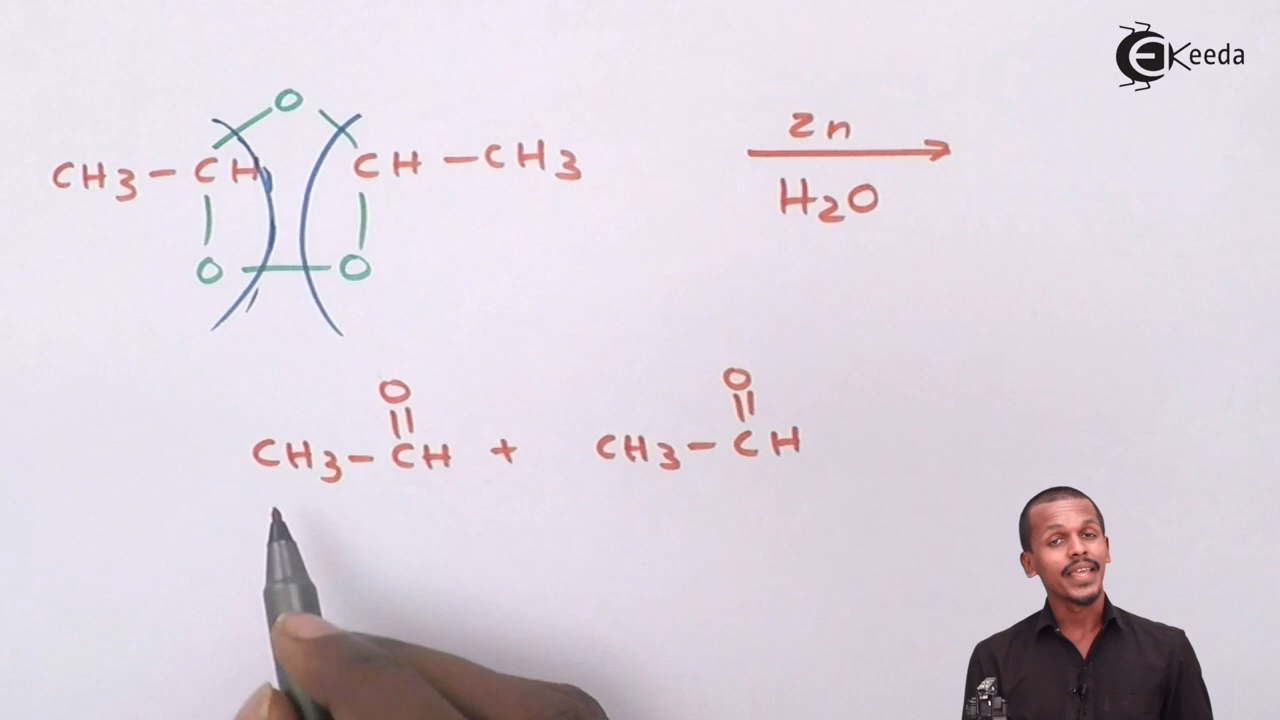 EKeeda
O
CH3 – CH CH – CH3
O – O
Zn
H2O
O O
CH3 – CH + CH3 – CH